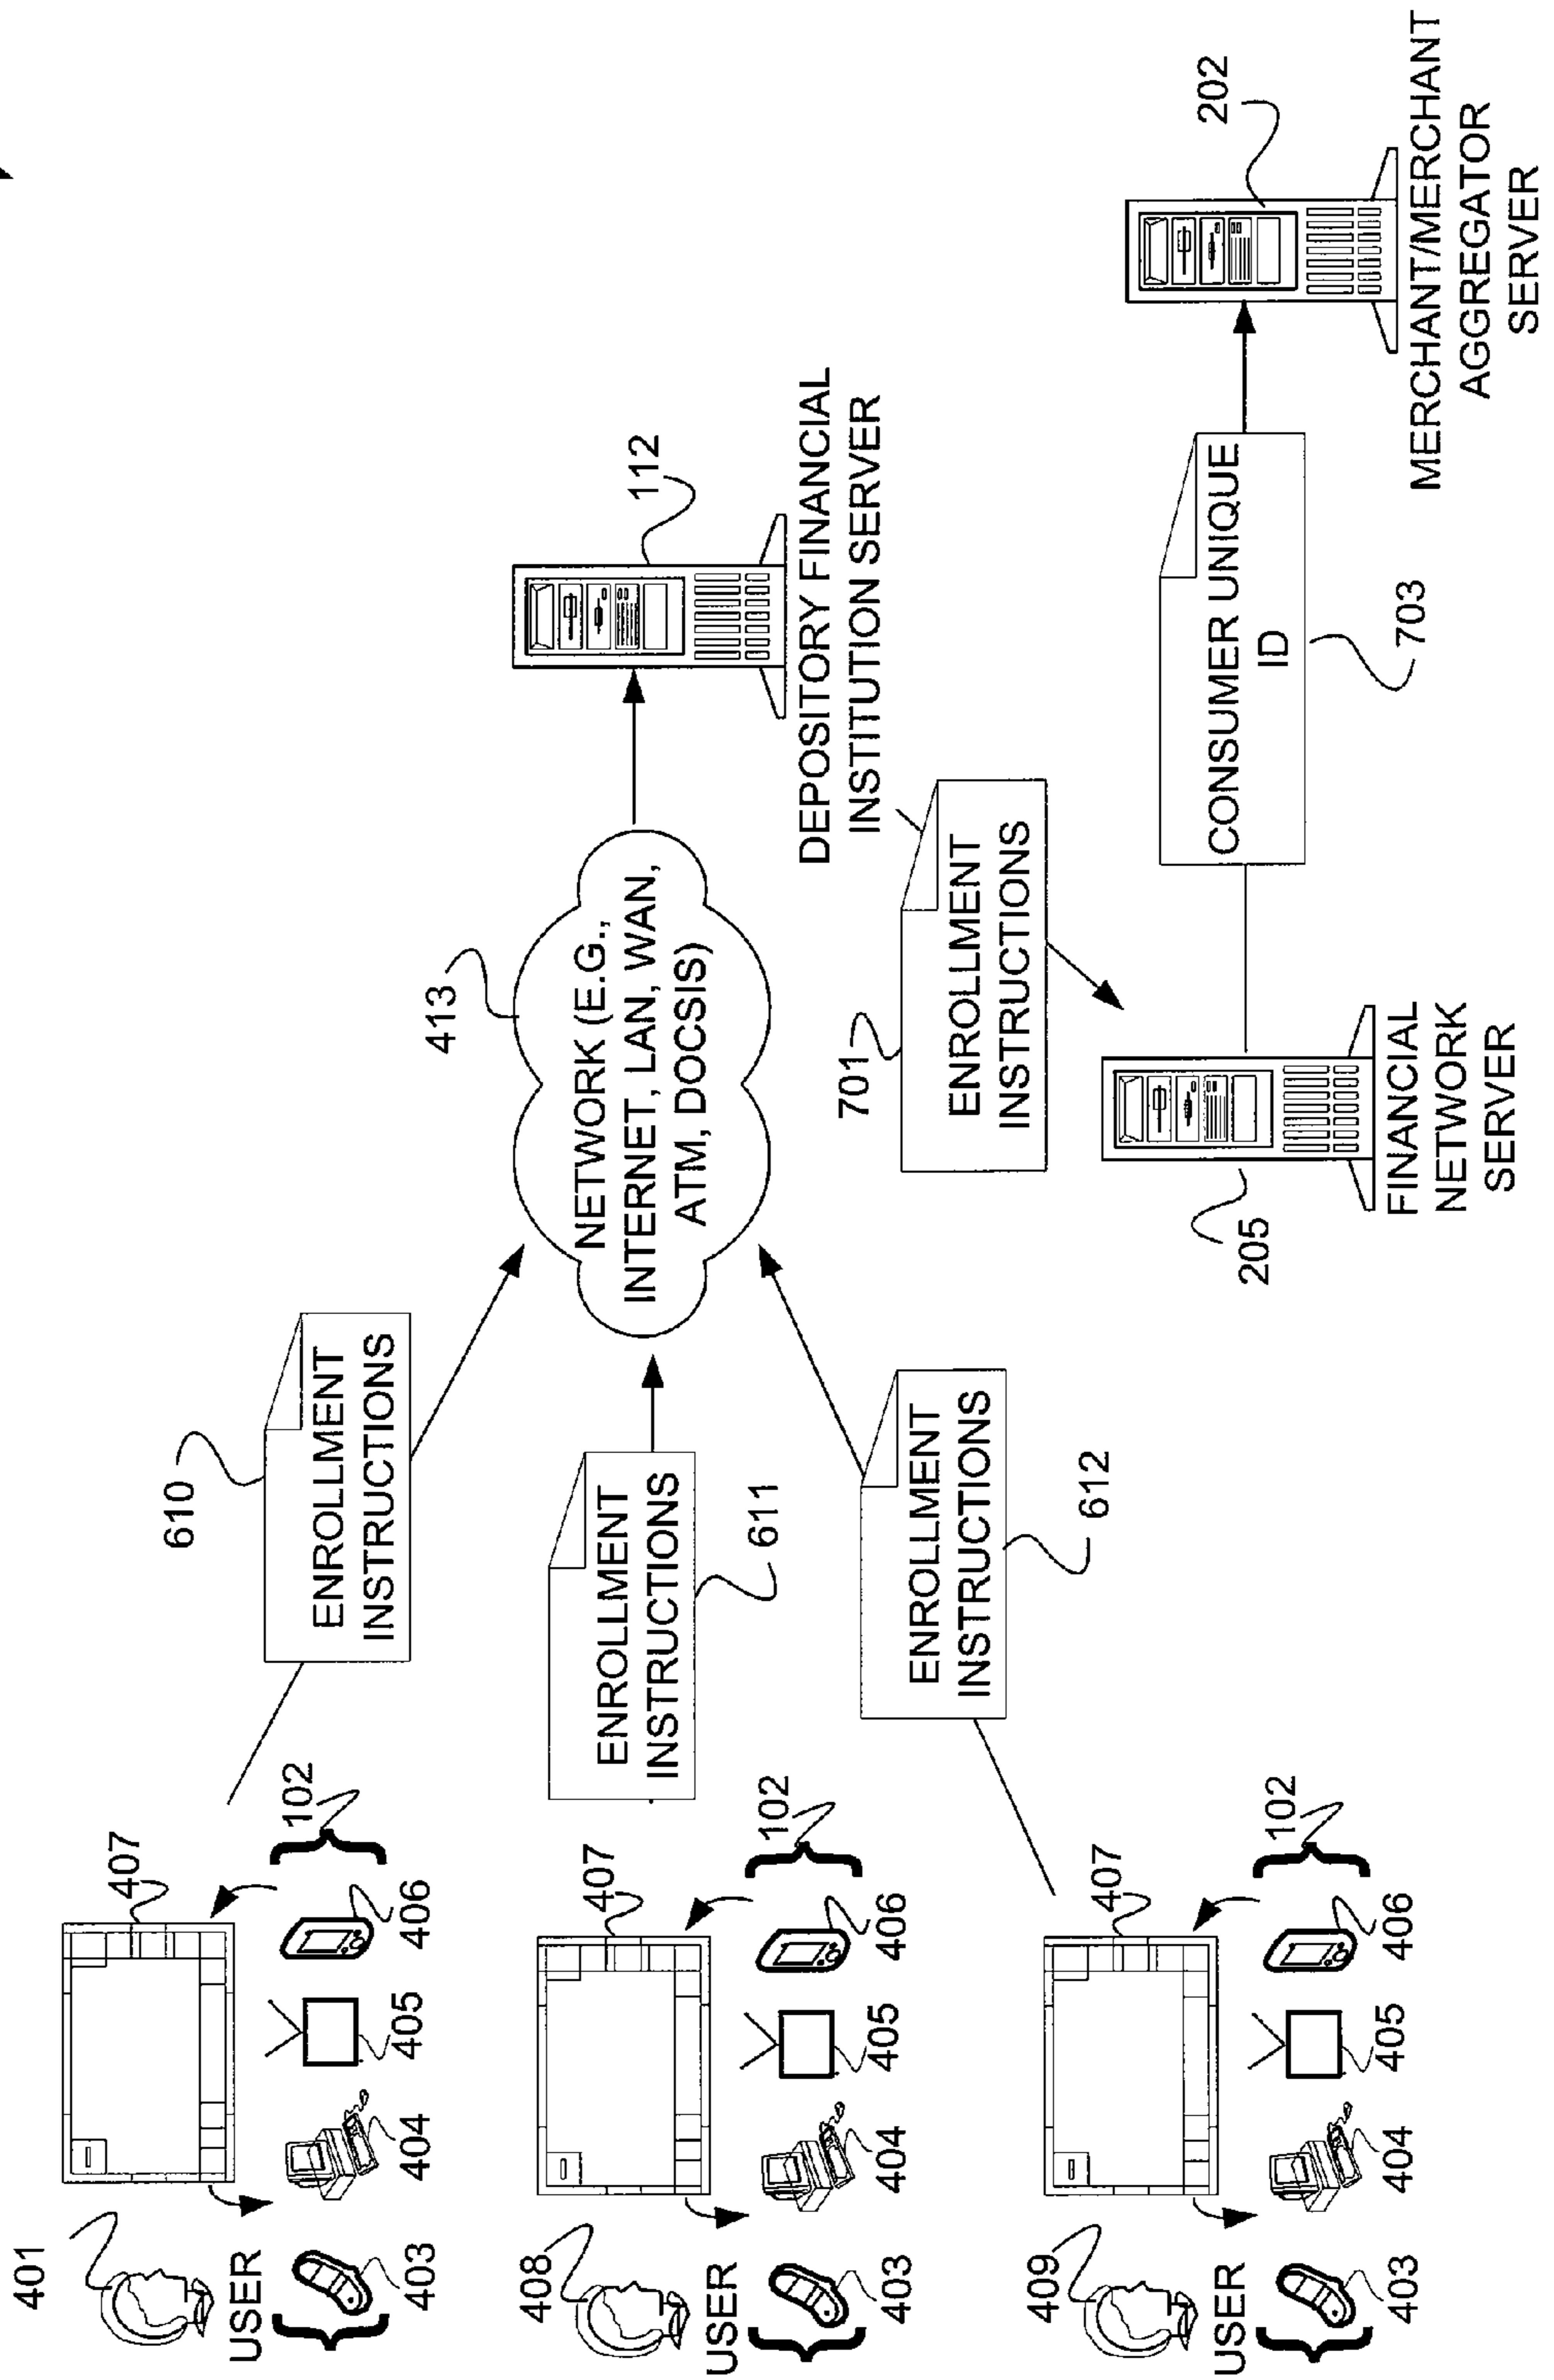 401
USER
403
404
405
406
407
102
610
ENROLLMENT
INSTRUCTIONS
408
USER
403
404
405
406
407
102
ENROLLMENT
INSTRUCTIONS
611
409
USER
403
404
405
406
407
102
ENROLLMENT
INSTRUCTIONS
612
413
NETWORK (E.G.,
INTERNET, LAN, WAN,
ATM, DOCSIS)
112
DEPOSITORY FINANCIAL
INSTITUTION SERVER
701
ENROLLMENT
INSTRUCTIONS
205
FINANCIAL
NETWORK
SERVER
CONSUMER UNIQUE
ID
703
202
MERCHANT/MERCHANT
AGGREGATOR
SERVER